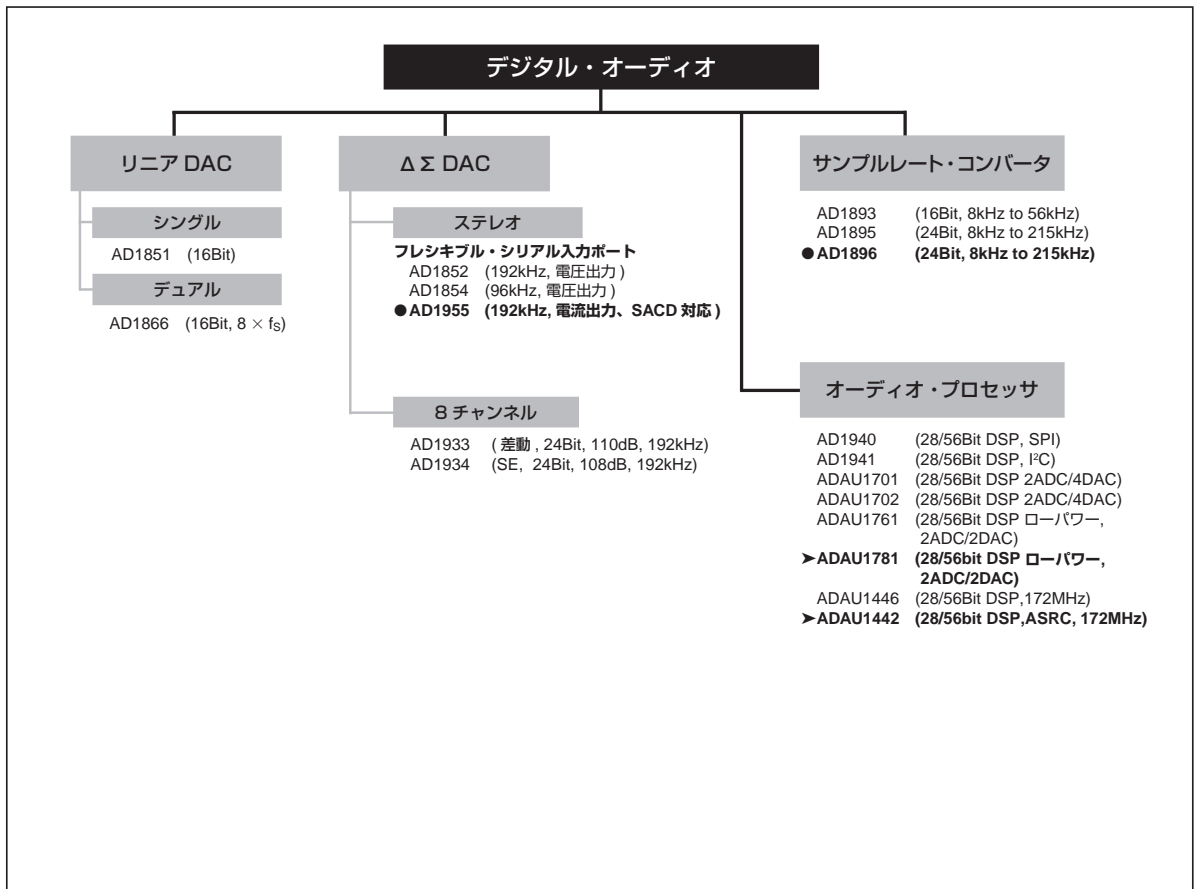 デジタル・オーディオ
リニア DAC
シングル
AD1851 (16Bit)
デュアル
AD1866 (16Bit, 8 × fS)
Δ Σ DAC
ステレオ
フレシキブル・シリアル入力ポート
AD1852 (192kHz, 電圧出力 )
AD1854 (96kHz, 電圧出力 )
●AD1955 (192kHz, 電流出力、SACD 対応 )
8 チャンネル
AD1933 ( 差動 , 24Bit, 110dB, 192kHz)
AD1934 (SE, 24Bit, 108dB, 192kHz)
サンプルレート・コンバータ
AD1893 (16Bit, 8kHz to 56kHz)
AD1895 (24Bit, 8kHz to 215kHz)
●AD1896 (24Bit, 8kHz to 215kHz)
オーディオ・プロセッサ
AD1940 (28/56Bit DSP, SPI)
AD1941 (28/56Bit DSP, I²C)
ADAU1701 (28/56Bit DSP 2ADC/4DAC)
ADAU1702 (28/56Bit DSP 2ADC/4DAC)
ADAU1761 (28/56Bit DSP ローパワー,
2ADC/2DAC)
➤ADAU1781 (28/56bit DSP ローパワー,
2ADC/2DAC)
ADAU1446 (28/56Bit DSP,172MHz)
➤ADAU1442 (28/56bit DSP,ASRC, 172MHz)